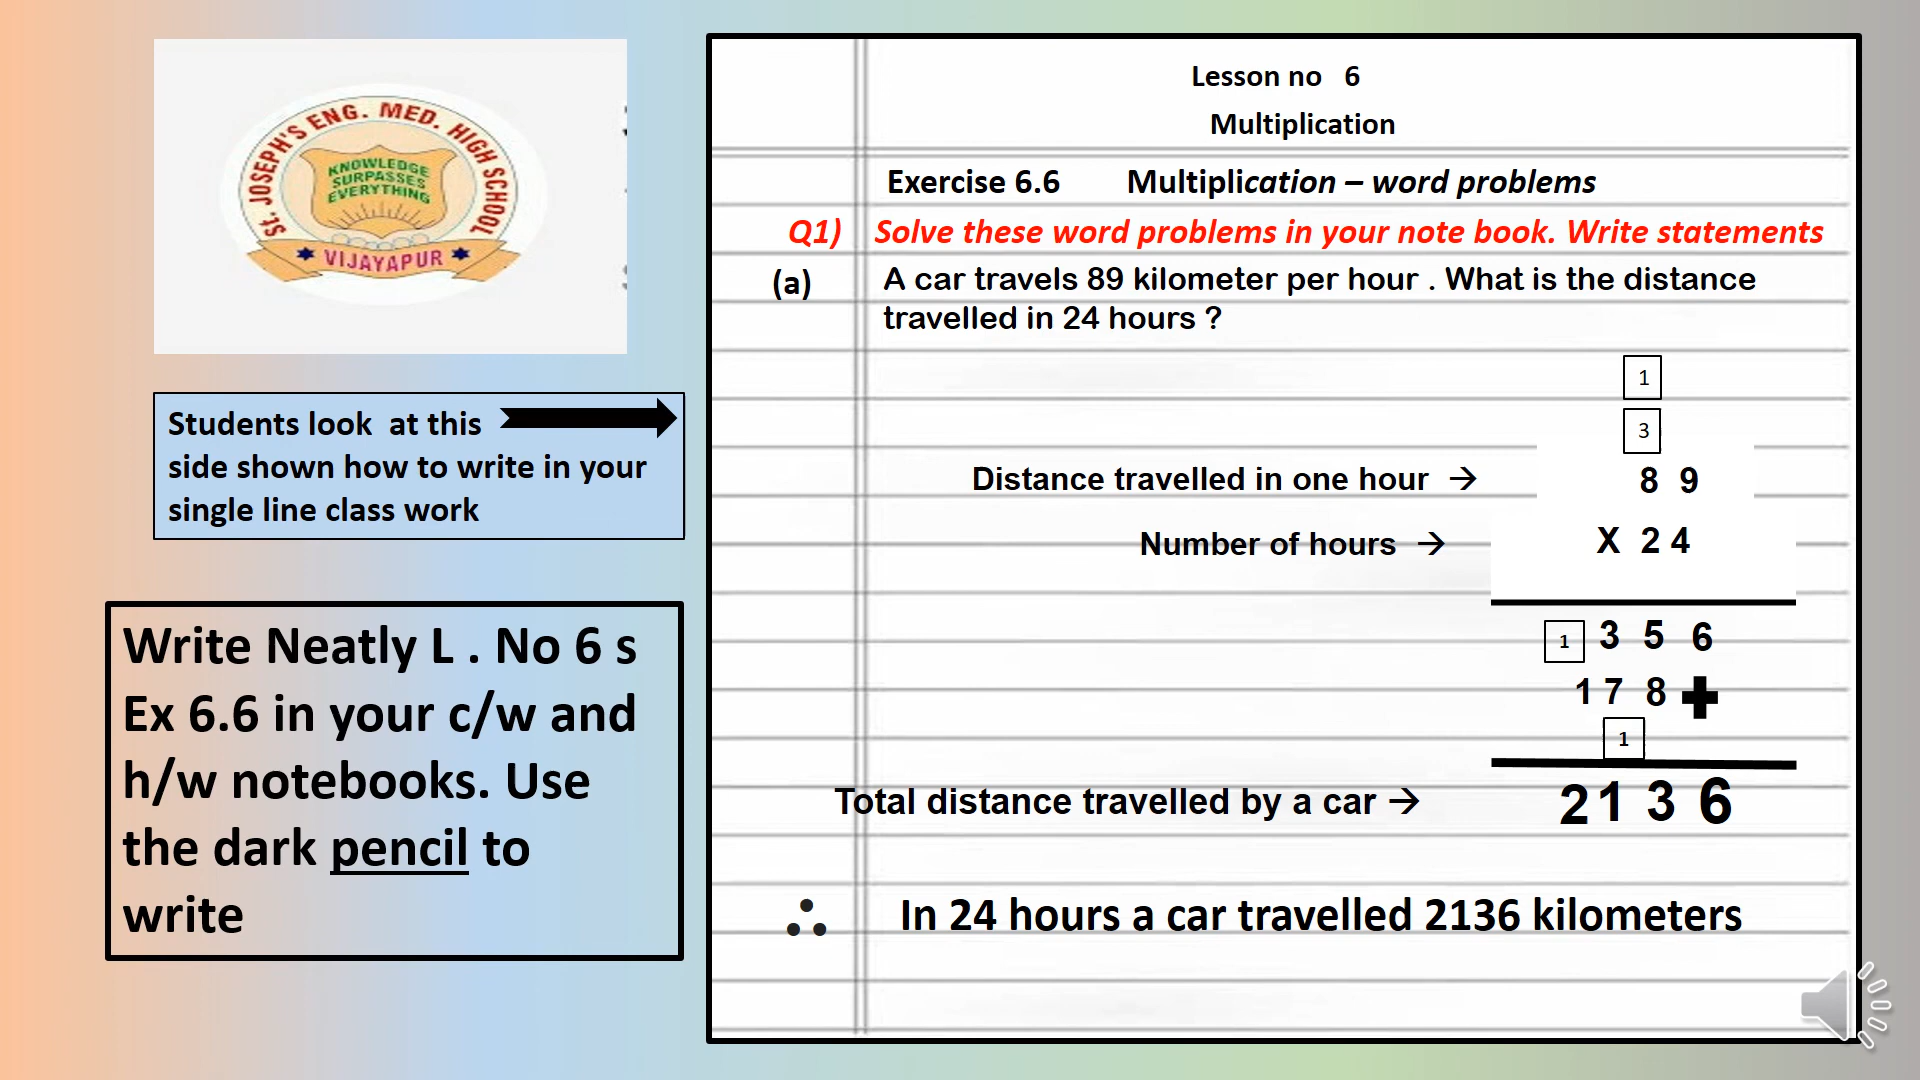 St. JOSEPH'S ENG. MED. HIGH SCHOOL
KNOWLEDGE
SURPASSES
EVERYTHING
VIJAYAPUR
Students look at this
side shown how to write in your
single line class work
Write Neatly L . No 6 s
Ex 6.6 in your c/w and
h/w notebooks. Use
the dark pencil to
write
Lesson no 6
Multiplication
Exercise 6.6 Multiplication – word problems
Q1) Solve these word problems in your note book. Write statements
(a) A car travels 89 kilometer per hour . What is the distance
travelled in 24 hours ?
1
3
Distance travelled in one hour → 8 9
Number of hours → X 2 4
1 3 5 6
1 7 8 +
1
Total distance travelled by a car → 2 1 3 6
∴ In 24 hours a car travelled 2136 kilometers